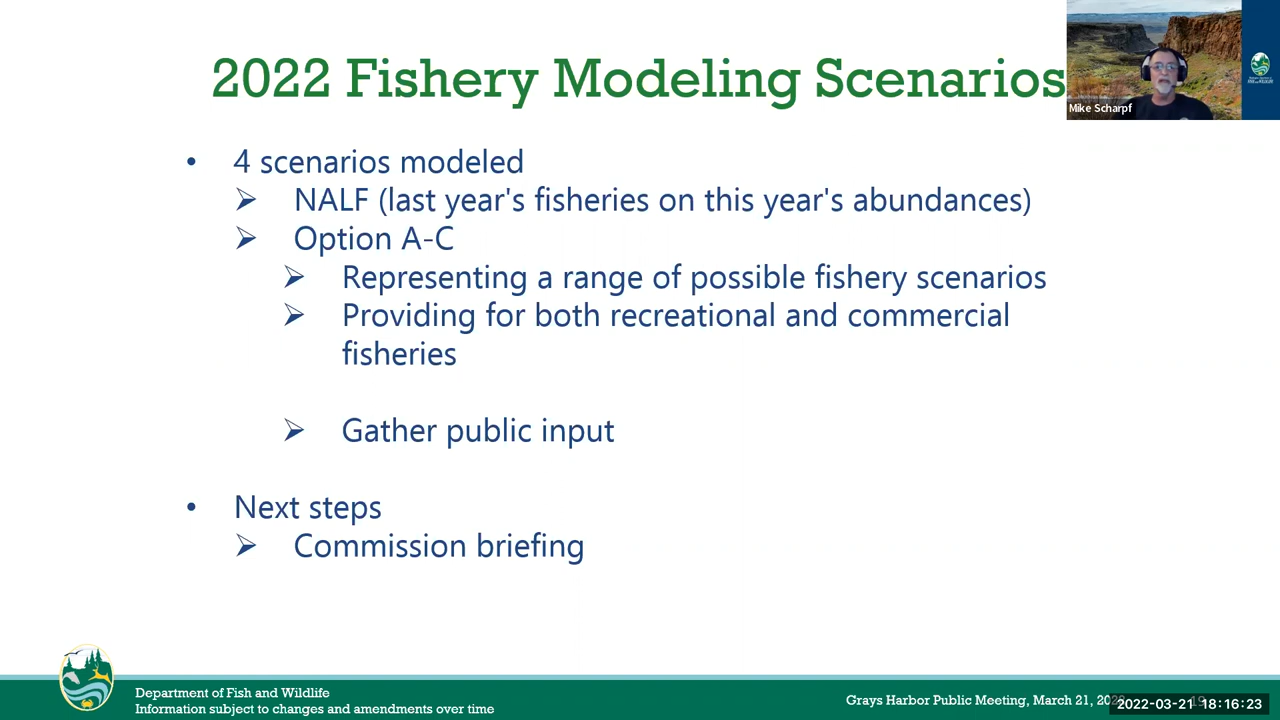 2022 Fishery Modeling Scenarios
Mike Scharpf
• 4 scenarios modeled
➢ NALF (last year's fisheries on this year's abundances)
➢ Option A-C
➢ Representing a range of possible fishery scenarios
➢ Providing for both recreational and commercial
fisheries
➢ Gather public input
• Next steps
➢ Commission briefing
Department of Fish and Wildlife
Information subject to changes and amendments over time
Grays Harbor Public Meeting, March 21,
2022-03-21 18:16:23